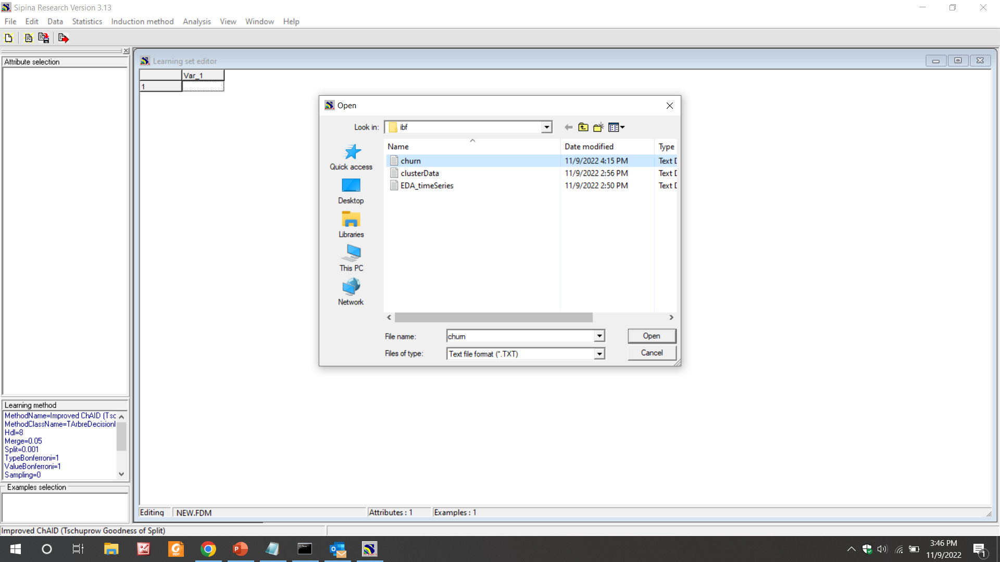 Sipina Research Version 3.13
File Edit Data Statistics Induction method Analysis View Window Help
Attribute selection
Learning set editor
Var_1
1
Open
Look in: ibf
Name Date modified Type
churn 11/9/2022 4:15 PM Text D
clusterData 11/9/2022 2:56 PM Text D
EDA_timeSeries 11/9/2022 2:50 PM Text D
Quick access
Desktop
Libraries
This PC
Network
File name: churn Open
Files of type: Text file format (*.TXT) Cancel
Learning method
MethodName=Improved ChAID (Tsc
MethodClassName=TArbreDecisionI
Hdl=8
Merge=0.05
Split=0.001
TypeBonferroni=1
ValueBonferroni=1
Sampling=0
Examples selection
Editing NEW.FDM Attributes : 1 Examples : 1
Improved ChAID (Tschuprow Goodness of Split)
PDF
3:46 PM
11/9/2022
1